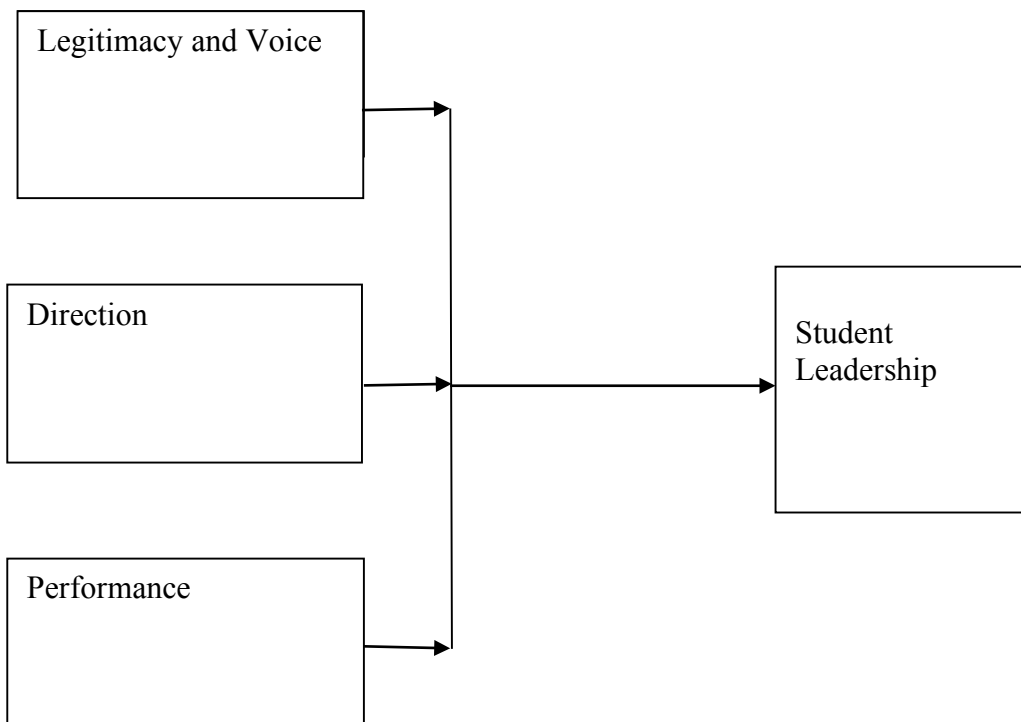 Legitimacy and Voice
Direction
Student
Leadership
Performance